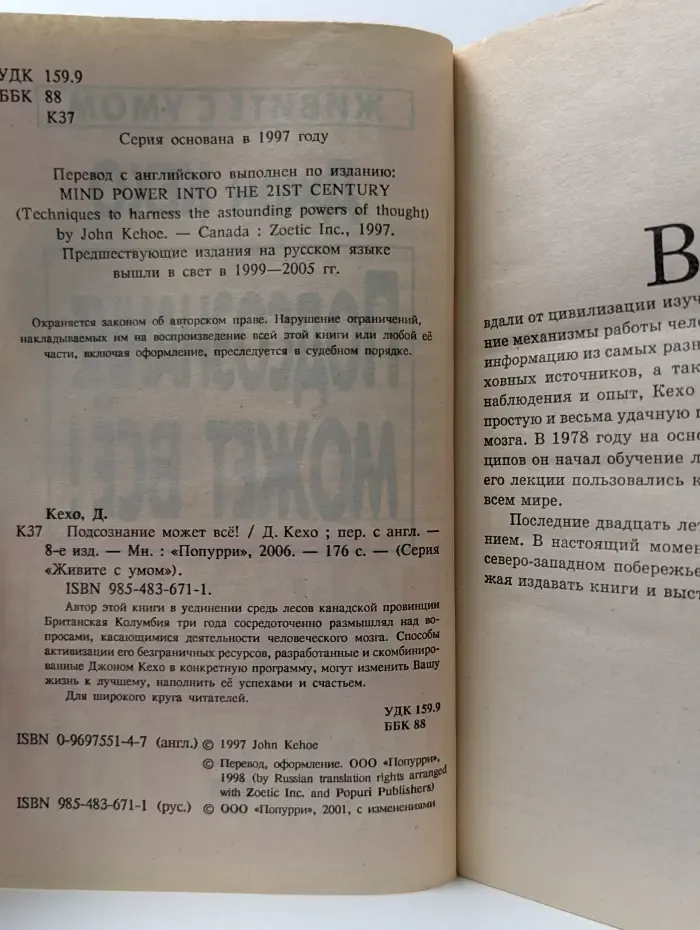 УДК 159.9
ББК 88
К37
Серия основана в 1997 году
Перевод с английского выполнен по изданию:
MIND POWER INTO THE 21ST CENTURY
(Techniques to harness the astounding powers of thought)
by John Kehoe. — Canada : Zoetic Inc., 1997.
Предшествующие издания на русском языке
вышли в свет в 1999—2005 гг.
Охраняется законом об авторском праве. Нарушение ограничений,
накладываемых им на воспроизведение всей этой книги или любой её
части, включая оформление, преследуется в судебном порядке.
Кехо, Д.
К37 Подсознание может всё! / Д. Кехо ; пер. с англ. —
8-е изд. — Мн. : «Попурри», 2006. — 176 с. — (Серия
«Живите с умом»).
ISBN 985-483-671-1.
Автор этой книги в уединении средь лесов канадской провинции
Британская Колумбия три года сосредоточенно размышлял над во-
просами, касающимися деятельности человеческого мозга. Способы
активизации его безграничных ресурсов, разработанные и скомбиниро-
ванные Джоном Кехо в конкретную программу, могут изменить Вашу
жизнь к лучшему, наполнить её успехами и счастьем.
Для широкого круга читателей.
УДК 159.9
ББК 88
ISBN 0-9697551-4-7 (англ.) © 1997 John Kehoe
© Перевод, оформление. ООО «Попурри»,
1998 (by Russian translation rights arranged
with Zoetic Inc. and Popuri Publishers)
ISBN 985-483-671-1 (рус.) © ООО «Попурри», 2001, с изменениями
В
вдали от цивилизации изуч
ние механизмы работы чело
информацию из самых разн
ховных источников, а так
наблюдения и опыт, Кехо
простую и весьма удачную п
мозга. В 1978 году на осно
ципов он начал обучение л
его лекции пользовались к
всем мире.
Последние двадцать лет
нием. В настоящий момен
северо-западном побережье
жая издавать книги и выст